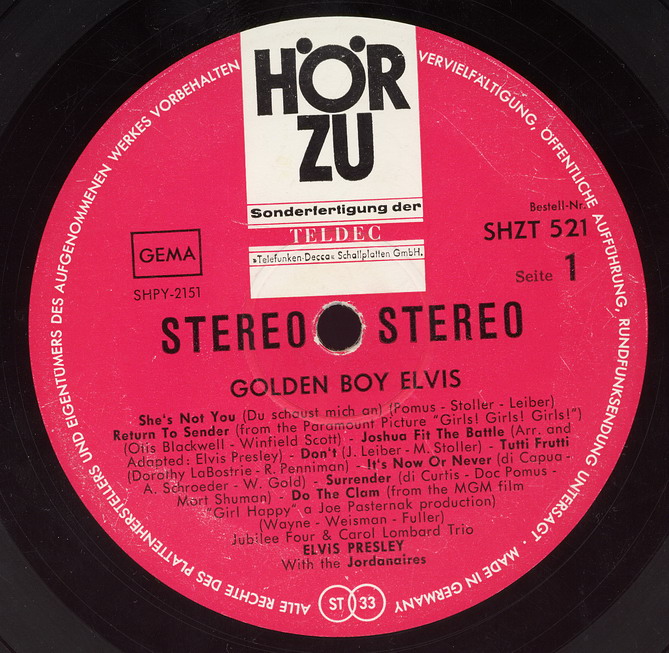 HÖR
ZU
Sonderfertigung der
TELDEC
»Telefunken-Decca« Schallplatten GmbH.
GEMA
SHPY-2151
Bestell-Nr.
SHZT 521
Seite 1
STEREO STEREO
GOLDEN BOY ELVIS
She's Not You (Du schaust mich an) (Pomus - Stoller - Leiber)
Return To Sender (from the Paramount Picture "Girls! Girls! Girls!")
(Otis Blackwell - Winfield Scott) - Joshua Fit The Battle (Arr. and
Adapted: Elvis Presley) - Don't (J. Leiber - M. Stoller) - Tutti Frutti
(Dorothy LaBostrie - R. Penniman) - It's Now Or Never (di Capua -
A. Schroeder - W. Gold) - Surrender (di Curtis - Doc Pomus -
Mort Shuman) - Do The Clam (from the MGM film
"Girl Happy" a Joe Pasternak production)
(Wayne - Weisman - Fuller)
Jubilee Four & Carol Lombard Trio
ELVIS PRESLEY
With the Jordanaires
ST 33
ALLE RECHTE DES PLATTENHERSTELLERS UND EIGENTÜMERS DES AUFGENOMMENEN WERKES VORBEHALTEN
VERVIELFÄLTIGUNG, ÖFFENTLICHE AUFFÜHRUNG, RUNDFUNKSENDUNG UNTERSAGT · MADE IN GERMANY